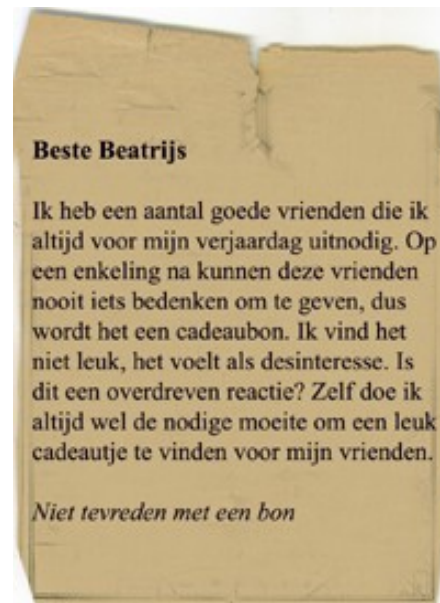 Beste Beatrijs
Ik heb een aantal goede vrienden die ik
altijd voor mijn verjaardag uitnodig. Op
een enkeling na kunnen deze vrienden
nooit iets bedenken om te geven, dus
wordt het een cadeaubon. Ik vind het
niet leuk, het voelt als desinteresse. Is
dit een overdreven reactie? Zelf doe ik
altijd wel de nodige moeite om een leuk
cadeautje te vinden voor mijn vrienden.
Niet tevreden met een bon